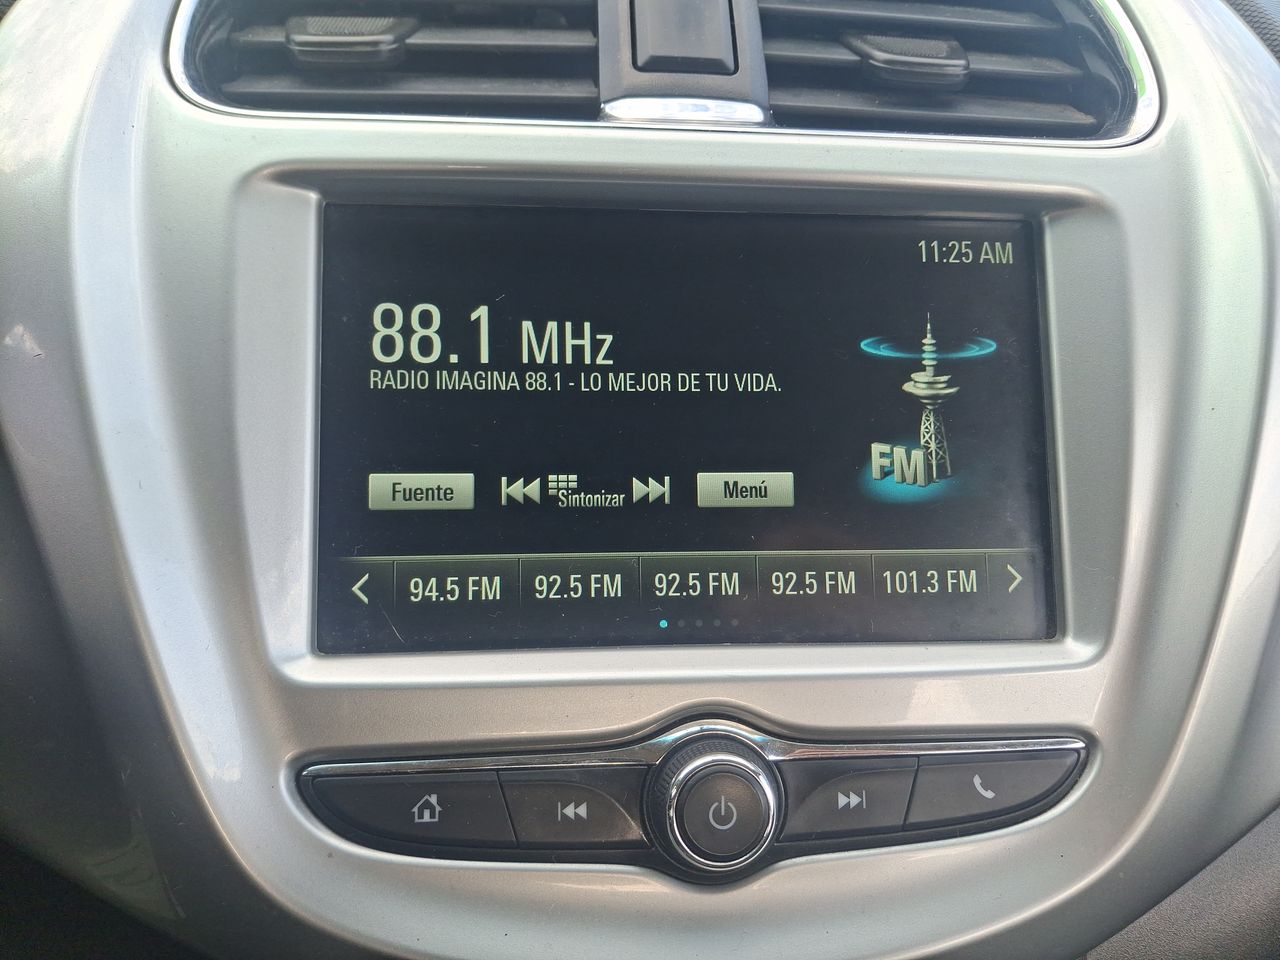 11:25 AM
88.1 MHz
RADIO IMAGINA 88.1 - LO MEJOR DE TU VIDA.
FM
Fuente
Sintonizar
Menú
94.5 FM 92.5 FM 92.5 FM 92.5 FM 101.3 FM